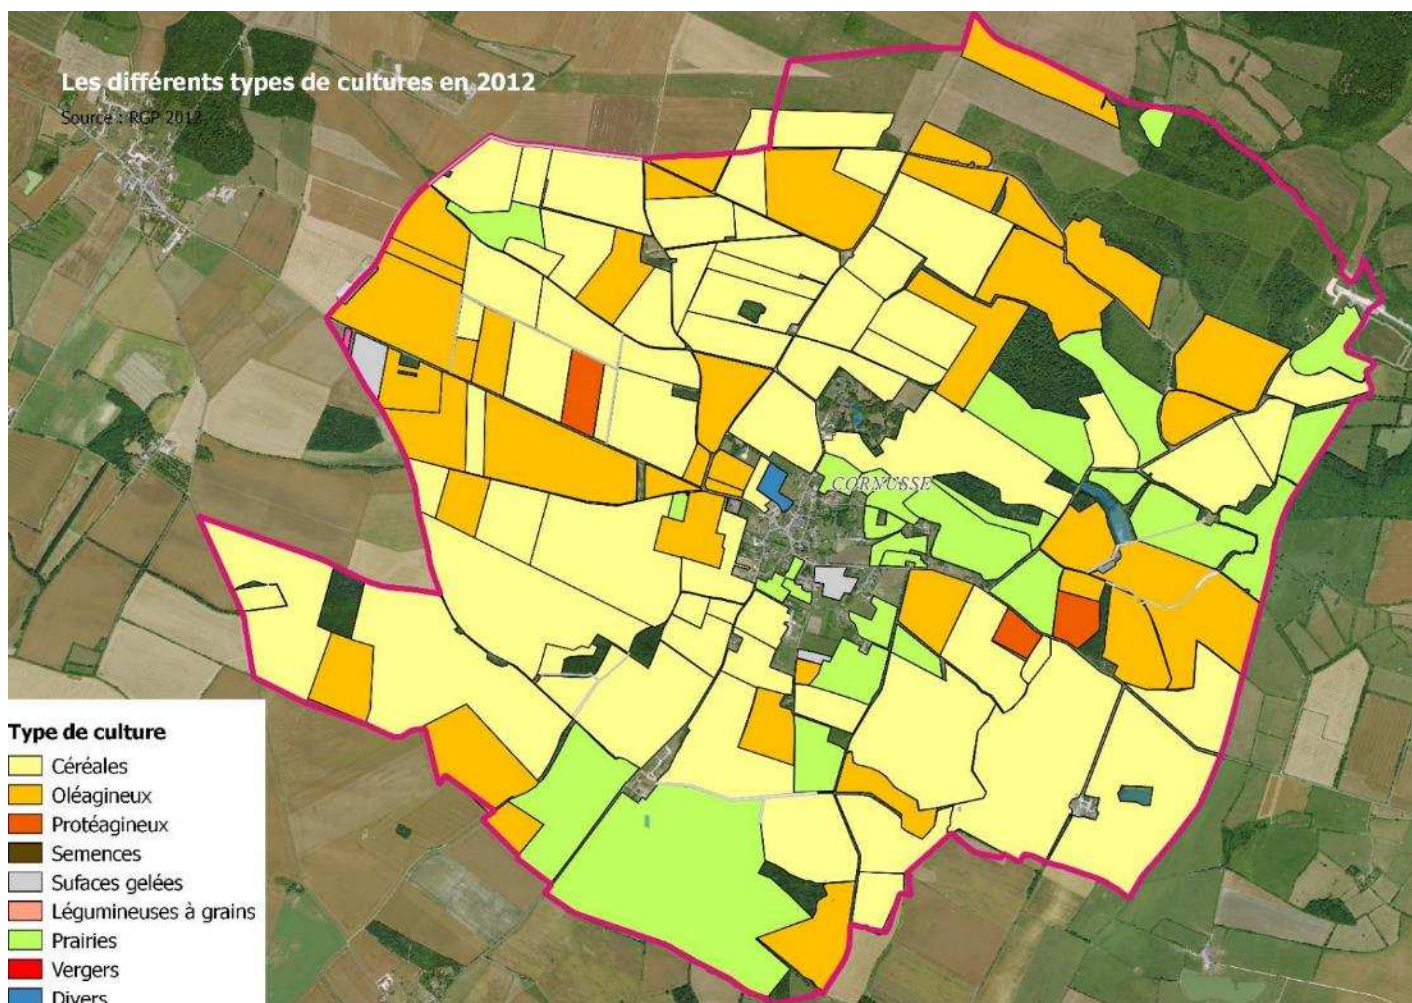 Les différents types de cultures en 2012
Source : RGP 2012
CORNUSSE
Type de culture
Céréales
Oléagineux
Protéagineux
Semences
Sufaces gelées
Légumineuses à grains
Prairies
Vergers
Divers